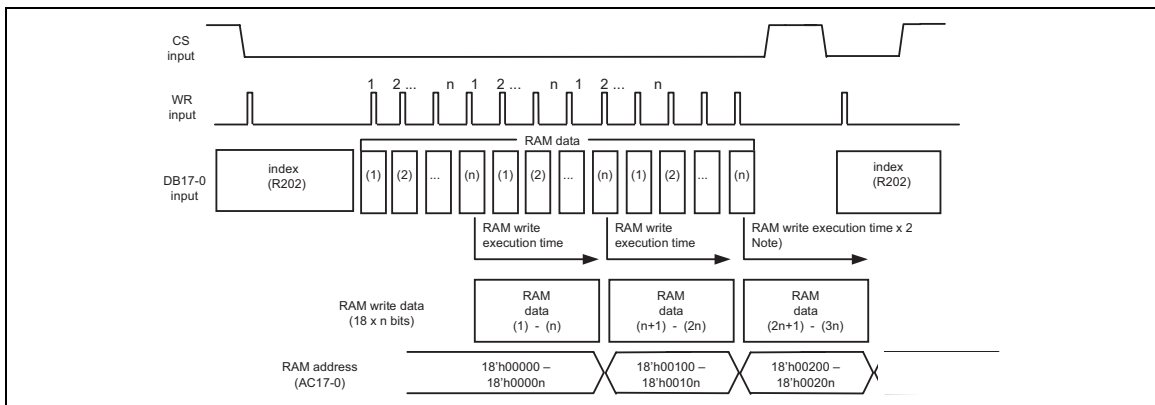 CS
input
1 2 ... n 1 2 ... n 1 2 ... n
WR
input
RAM data
DB17-0
input
index
(R202)
(1) (2) ... (n) (1) (2) ... (n) (1) (2) ... (n)
index
(R202)
RAM write
execution time
RAM write
execution time
RAM write execution time x 2
Note)
RAM write data
(18 x n bits)
RAM
data
(1) - (n)
RAM
data
(n+1) - (2n)
RAM
data
(2n+1) - (3n)
RAM address
(AC17-0)
18'h00000 –
18'h0000n
18'h00100 –
18'h0010n
18'h00200 –
18'h0020n